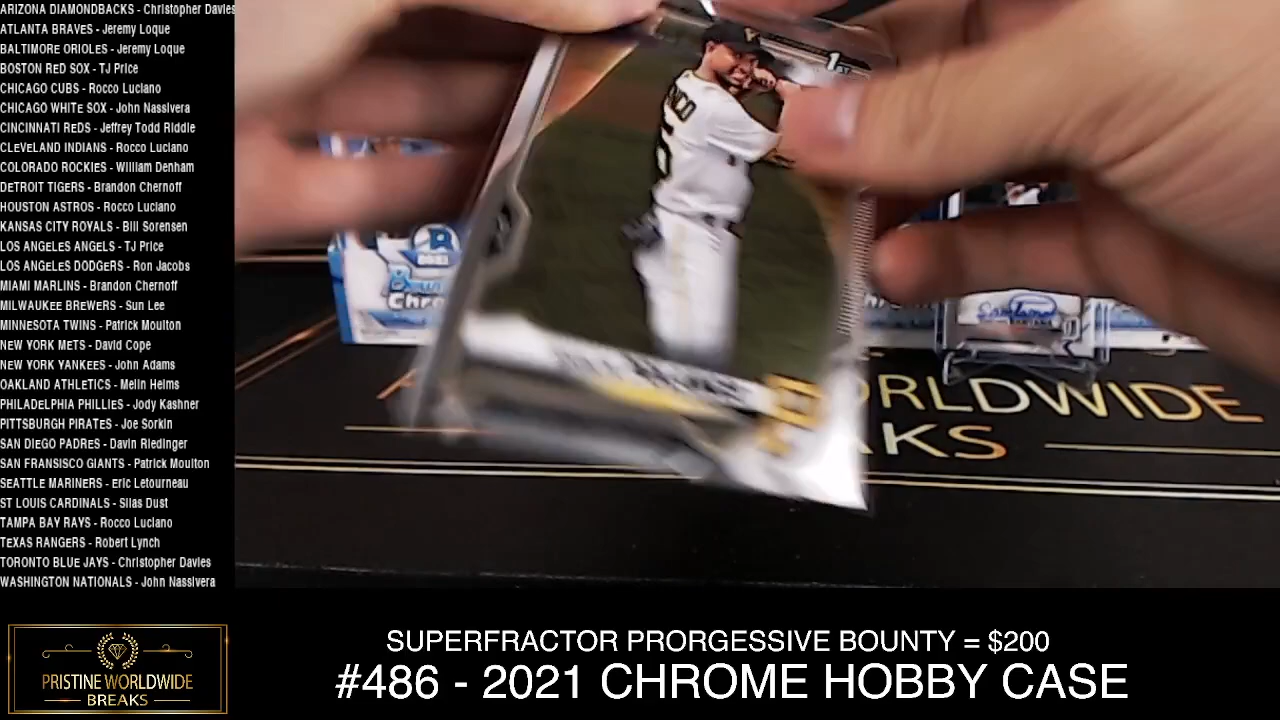 ARIZONA DIAMONDBACKS - Christopher Davies
ATLANTA BRAVES - Jeremy Loque
BALTIMORE ORIOLES - Jeremy Loque
BOSTON RED SOX - TJ Price
CHICAGO CUBS - Rocco Luciano
CHICAGO WHITE SOX - John Nassivera
CINCINNATI REDS - Jeffrey Todd Riddle
CLEVELAND INDIANS - Rocco Luciano
COLORADO ROCKIES - William Denham
DETROIT TIGERS - Brandon Chernoff
HOUSTON ASTROS - Rocco Luciano
KANSAS CITY ROYALS - Bill Sorensen
LOS ANGELES ANGELS - TJ Price
LOS ANGELES DODGERS - Ron Jacobs
MIAMI MARLINS - Brandon Chernoff
MILWAUKEE BREWERS - Sun Lee
MINNESOTA TWINS - Patrick Moulton
NEW YORK METS - David Cope
NEW YORK YANKEES - John Adams
OAKLAND ATHLETICS - Melin Helms
PHILADELPHIA PHILLIES - Jody Kashner
PITTSBURGH PIRATES - Joe Sorkin
SAN DIEGO PADRES - Davin Riedinger
SAN FRANSISCO GIANTS - Patrick Moulton
SEATTLE MARINERS - Eric Letourneau
ST LOUIS CARDINALS - Silas Dust
TAMPA BAY RAYS - Rocco Luciano
TEXAS RANGERS - Robert Lynch
TORONTO BLUE JAYS - Christopher Davies
WASHINGTON NATIONALS - John Nassivera
1ST
2021
Chrome
ORLDWIDE
AKS
PRISTINE WORLDWIDE
BREAKS
SUPERFRACTOR PRORGESSIVE BOUNTY = $200
#486 - 2021 CHROME HOBBY CASE